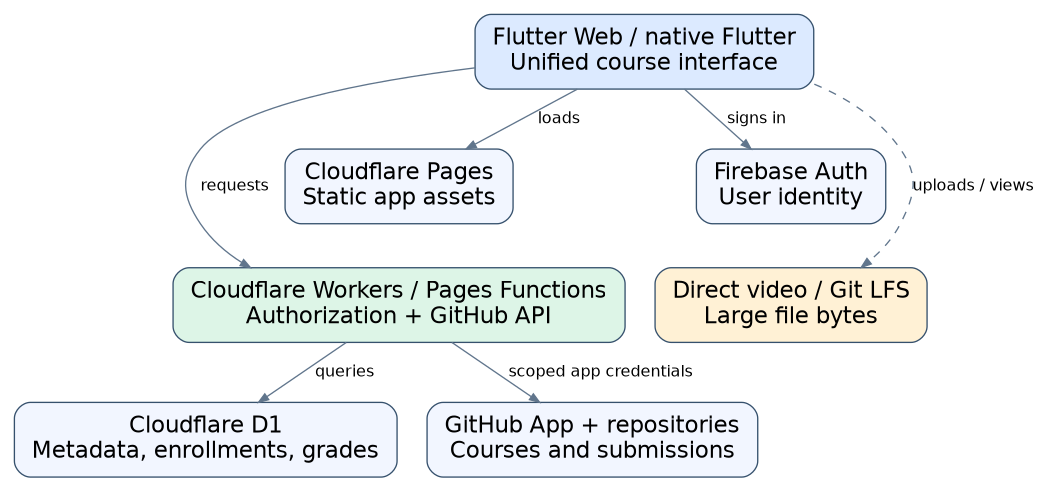 Flutter Web / native Flutter
Unified course interface
loads
signs in
requests
Cloudflare Pages
Static app assets
Firebase Auth
User identity
uploads / views
Cloudflare Workers / Pages Functions
Authorization + GitHub API
Direct video / Git LFS
Large file bytes
queries
scoped app credentials
Cloudflare D1
Metadata, enrollments, grades
GitHub App + repositories
Courses and submissions